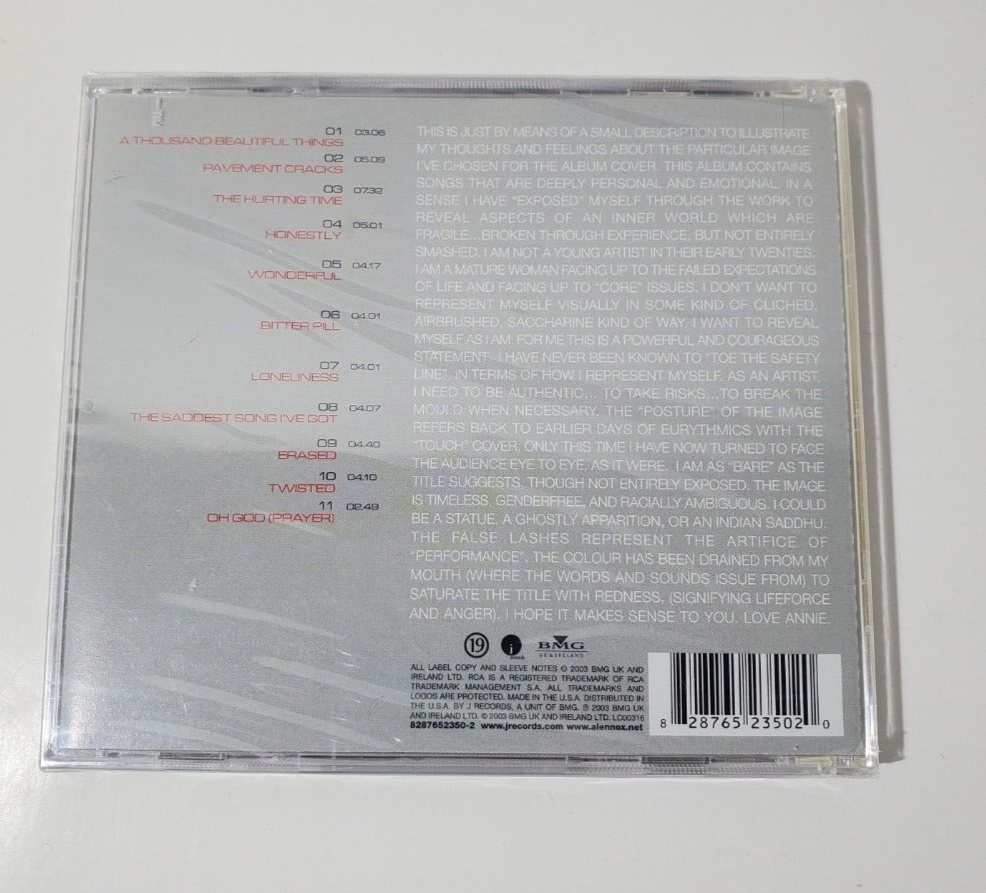 01 03.06
A THOUSAND BEAUTIFUL THINGS
02 05.09
PAVEMENT CRACKS
03 07.32
THE HURTING TIME
04 05.01
HONESTLY
05 04.17
WONDERFUL
06 04.01
BITTER PILL
07 04.01
LONELINESS
08 04.07
THE SADDEST SONG I'VE GOT
09 04.40
ERASED
10 04.10
TWISTED
11 02.49
OH GOD (PRAYER)
THIS IS JUST BY MEANS OF A SMALL DESCRIPTION TO ILLUSTRATE
MY THOUGHTS AND FEELINGS ABOUT THE PARTICULAR IMAGE
I'VE CHOSEN FOR THE ALBUM COVER. THIS ALBUM CONTAINS
SONGS THAT ARE DEEPLY PERSONAL AND EMOTIONAL. IN A
SENSE I HAVE "EXPOSED" MYSELF THROUGH THE WORK TO
REVEAL ASPECTS OF AN INNER WORLD WHICH ARE
FRAGILE...BROKEN THROUGH EXPERIENCE, BUT NOT ENTIRELY
SMASHED. I AM NOT A YOUNG ARTIST IN THEIR EARLY TWENTIES.
I AM A MATURE WOMAN FACING UP TO THE FAILED EXPECTATIONS
OF LIFE AND FACING UP TO "CORE" ISSUES. I DON'T WANT TO
REPRESENT MYSELF VISUALLY IN SOME KIND OF CLICHED,
AIRBRUSHED, SACCHARINE KIND OF WAY. I WANT TO REVEAL
MYSELF AS I AM. FOR ME THIS IS A POWERFUL AND COURAGEOUS
STATEMENT. I HAVE NEVER BEEN KNOWN TO "TOE THE SAFETY
LINE". IN TERMS OF HOW I REPRESENT MYSELF. AS AN ARTIST,
I NEED TO BE AUTHENTIC... TO TAKE RISKS...TO BREAK THE
MOULD WHEN NECESSARY. THE "POSTURE" OF THE IMAGE
REFERS BACK TO EARLIER DAYS OF EURYTHMICS WITH THE
"TOUCH" COVER, ONLY THIS TIME I HAVE NOW TURNED TO FACE
THE AUDIENCE EYE TO EYE, AS IT WERE. I AM AS "BARE" AS THE
TITLE SUGGESTS, THOUGH NOT ENTIRELY EXPOSED. THE IMAGE
IS TIMELESS, GENDERFREE, AND RACIALLY AMBIGUOUS. I COULD
BE A STATUE. A GHOSTLY APPARITION, OR AN INDIAN SADDHU.
THE FALSE LASHES REPRESENT THE ARTIFICE OF
"PERFORMANCE". THE COLOUR HAS BEEN DRAINED FROM MY
MOUTH (WHERE THE WORDS AND SOUNDS ISSUE FROM) TO
SATURATE THE TITLE WITH REDNESS. (SIGNIFYING LIFEFORCE
AND ANGER). I HOPE IT MAKES SENSE TO YOU. LOVE ANNIE.
19 BMG
UK & IRELAND
ALL LABEL COPY AND SLEEVE NOTES © 2003 BMG UK AND
IRELAND LTD. RCA IS A REGISTERED TRADEMARK OF RCA
TRADEMARK MANAGEMENT S.A. ALL TRADEMARKS AND
LOGOS ARE PROTECTED. MADE IN THE U.S.A. DISTRIBUTED IN
THE U.S.A. BY J RECORDS, A UNIT OF BMG. ℗ 2003 BMG UK
AND IRELAND LTD. © 2003 BMG UK AND IRELAND LTD. LC00316
8287652350-2 www.jrecords.com www.alennox.net
8 28765 23502 0